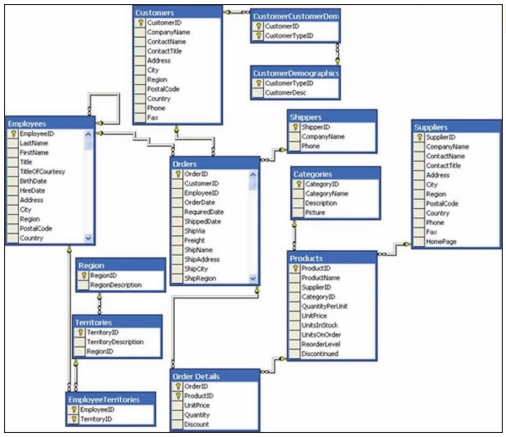 Customers
CustomerID
CompanyName
ContactName
ContactTitle
Address
City
Region
PostalCode
Country
Phone
Fax
CustomerCustomerDem
CustomerID
CustomerTypeID
CustomerDemographics
CustomerTypeID
CustomerDesc
Employees
EmployeeID
LastName
FirstName
Title
TitleOfCourtesy
BirthDate
HireDate
Address
City
Region
PostalCode
Country
Orders
OrderID
CustomerID
EmployeeID
OrderDate
RequiredDate
ShippedDate
ShipVia
Freight
ShipName
ShipAddress
ShipCity
ShipRegion
Shippers
ShipperID
CompanyName
Phone
Suppliers
SupplierID
CompanyName
ContactName
ContactTitle
Address
City
Region
PostalCode
Country
Phone
Fax
HomePage
Categories
CategoryID
CategoryName
Description
Picture
Products
ProductID
ProductName
SupplierID
CategoryID
QuantityPerUnit
UnitPrice
UnitsInStock
UnitsOnOrder
ReorderLevel
Discontinued
Region
RegionID
RegionDescription
Territories
TerritoryID
TerritoryDescription
RegionID
EmployeeTerritories
EmployeeID
TerritoryID
Order Details
OrderID
ProductID
UnitPrice
Quantity
Discount